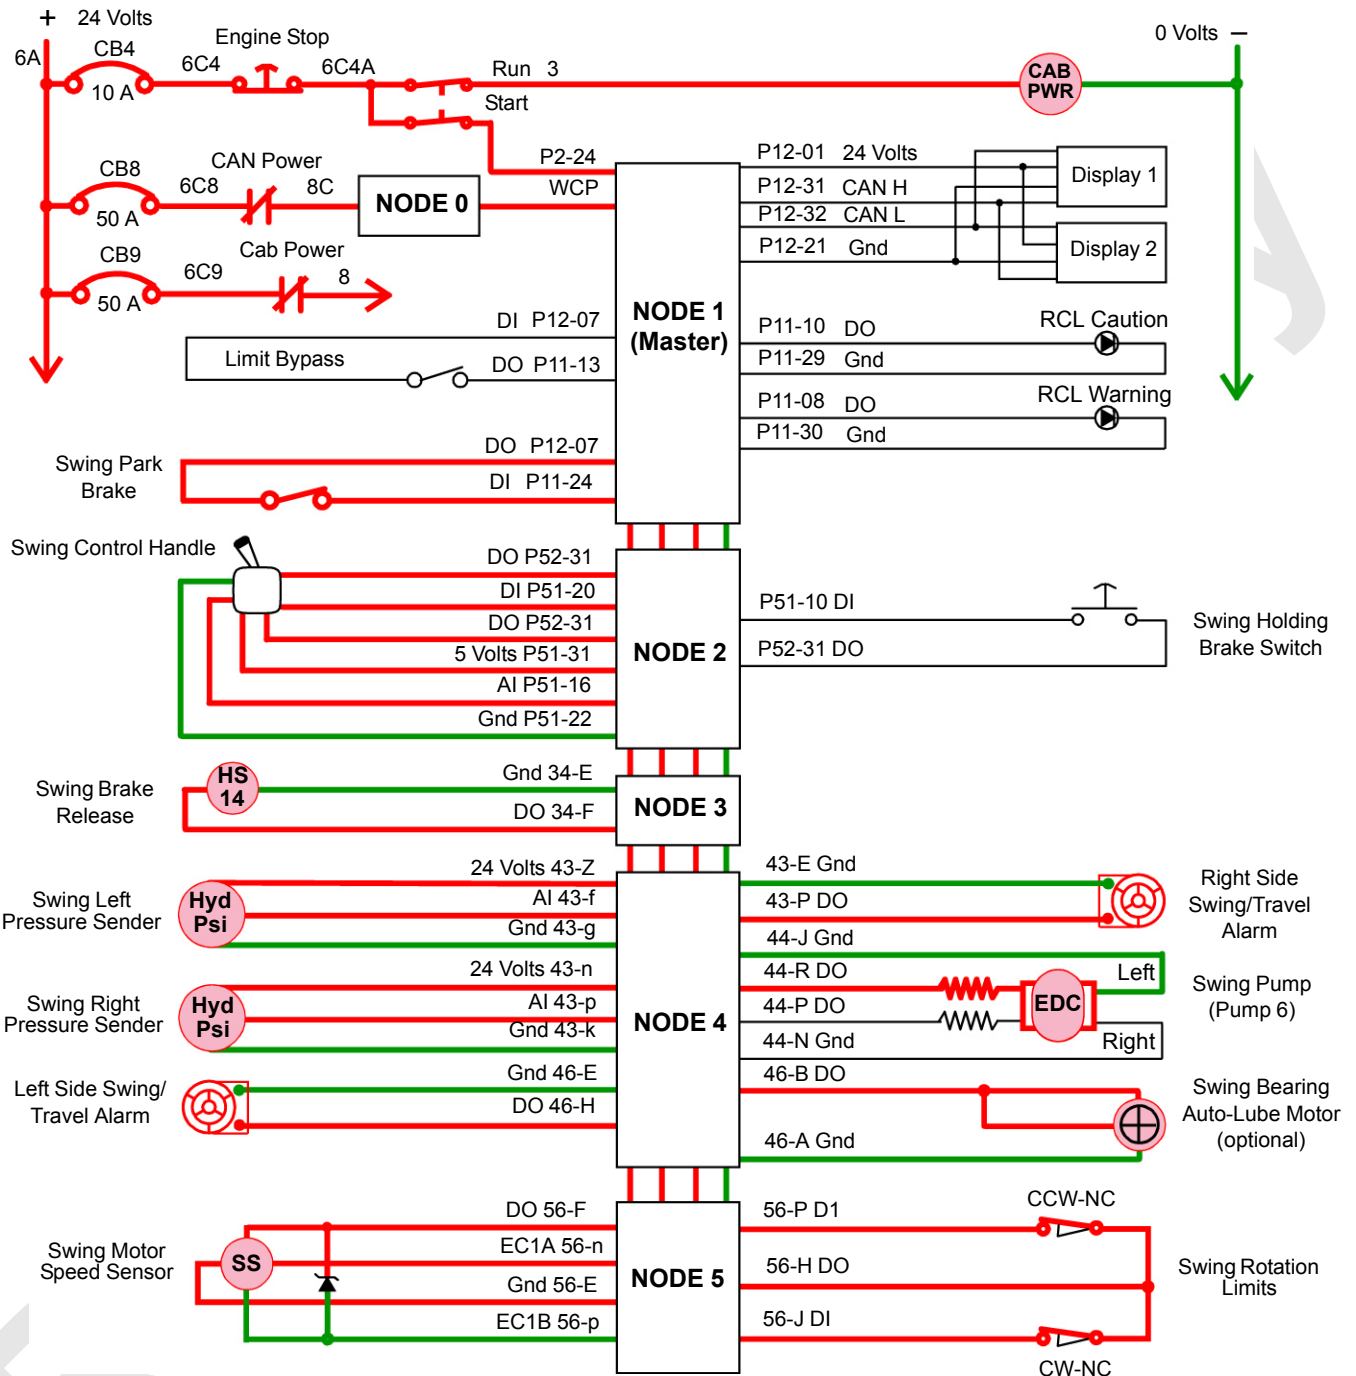 + 24 Volts
0 Volts −
6A
CB4
10 A
6C4
Engine Stop
6C4A
Run 3
Start
CAB
PWR
CB8
50 A
6C8
CAN Power
8C
NODE 0
P2-24
WCP
CB9
50 A
6C9
Cab Power
8
NODE 1
(Master)
P12-01 24 Volts
P12-31 CAN H
P12-32 CAN L
P12-21 Gnd
Display 1
Display 2
DI P12-07
Limit Bypass
DO P11-13
P11-10 DO
P11-29 Gnd
RCL Caution
P11-08 DO
P11-30 Gnd
RCL Warning
Swing Park
Brake
DO P12-07
DI P11-24
Swing Control Handle
DO P52-31
DI P51-20
DO P52-31
5 Volts P51-31
AI P51-16
Gnd P51-22
NODE 2
P51-10 DI
P52-31 DO
Swing Holding
Brake Switch
Swing Brake
Release
HS
14
Gnd 34-E
DO 34-F
NODE 3
Swing Left
Pressure Sender
Hyd
Psi
24 Volts 43-Z
AI 43-f
Gnd 43-g
Swing Right
Pressure Sender
Hyd
Psi
24 Volts 43-n
AI 43-p
Gnd 43-k
Left Side Swing/
Travel Alarm
Gnd 46-E
DO 46-H
NODE 4
43-E Gnd
43-P DO
Right Side
Swing/Travel
Alarm
44-J Gnd
44-R DO
44-P DO
44-N Gnd
EDC
Left
Right
Swing Pump
(Pump 6)
46-B DO
46-A Gnd
Swing Bearing
Auto-Lube Motor
(optional)
Swing Motor
Speed Sensor
SS
DO 56-F
EC1A 56-n
Gnd 56-E
EC1B 56-p
NODE 5
56-P D1
56-H DO
56-J DI
CCW-NC
CW-NC
Swing Rotation
Limits